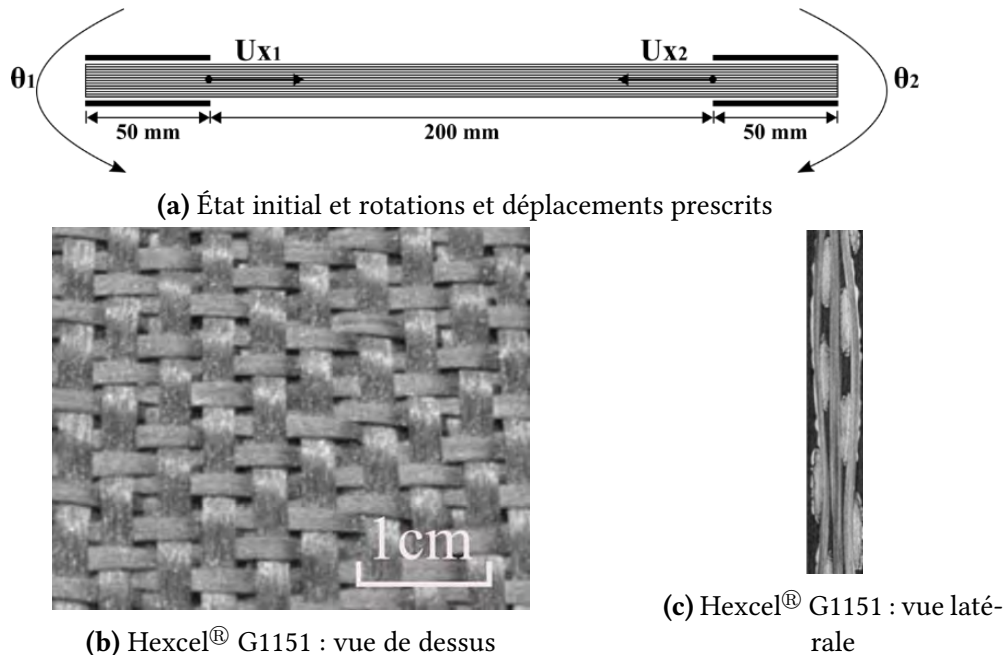 Ux₁ Ux₂
θ₁ θ₂
50 mm 200 mm 50 mm
(a) État initial et rotations et déplacements prescrits
1cm
(b) Hexcel® G1151 : vue de dessus
(c) Hexcel® G1151 : vue laté-
rale